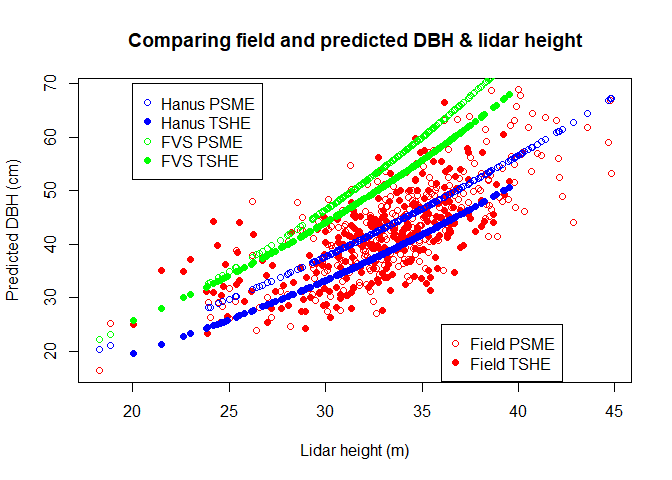 Comparing field and predicted DBH & lidar height
Predicted DBH (cm)
70
60
50
40
30
20
Hanus PSME
Hanus TSHE
FVS PSME
FVS TSHE
Field PSME
Field TSHE
20 25 30 35 40 45
Lidar height (m)